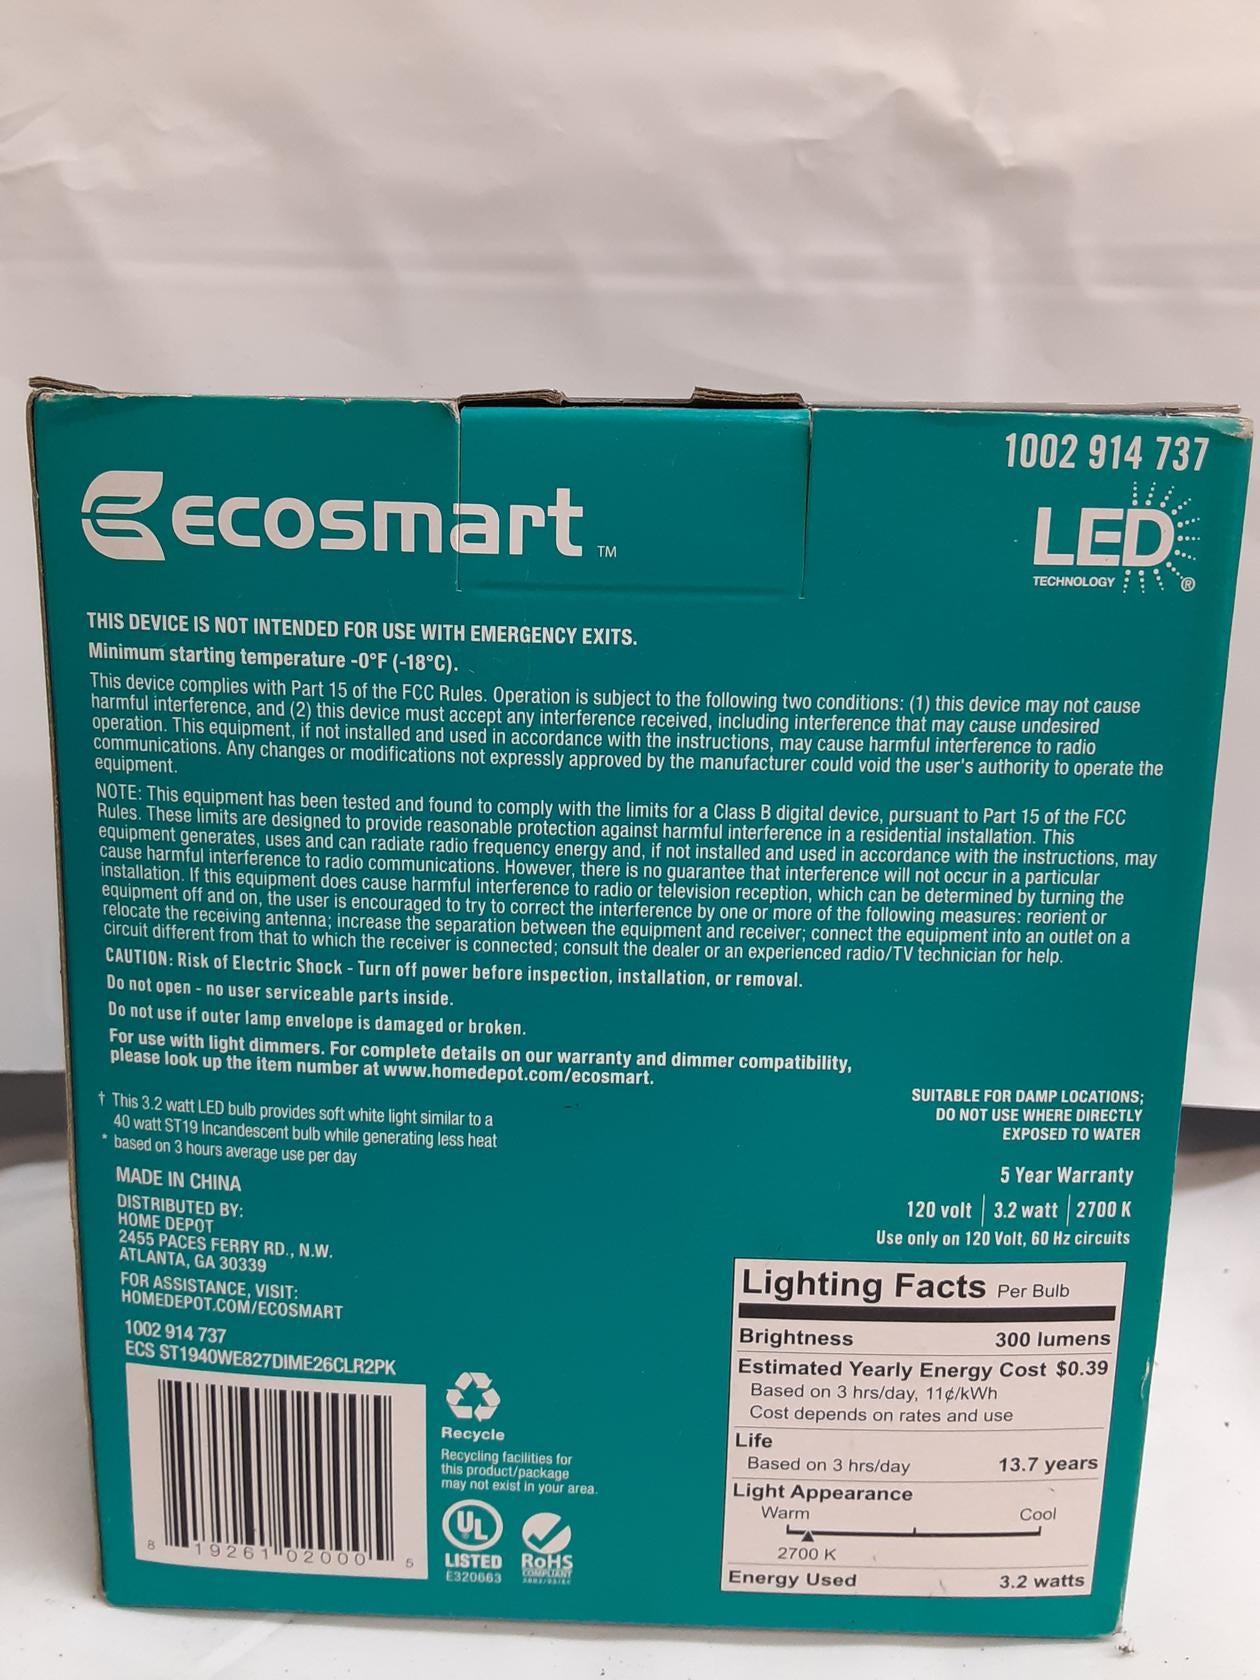 1002 914 737
ECOSMART ™
LED
TECHNOLOGY ®
THIS DEVICE IS NOT INTENDED FOR USE WITH EMERGENCY EXITS.
Minimum starting temperature -0°F (-18°C).
This device complies with Part 15 of the FCC Rules. Operation is subject to the following two conditions: (1) this device may not cause
harmful interference, and (2) this device must accept any interference received, including interference that may cause undesired
operation. This equipment, if not installed and used in accordance with the instructions, may cause harmful interference to radio
communications. Any changes or modifications not expressly approved by the manufacturer could void the user's authority to operate the
equipment.
NOTE: This equipment has been tested and found to comply with the limits for a Class B digital device, pursuant to Part 15 of the FCC
Rules. These limits are designed to provide reasonable protection against harmful interference in a residential installation. This
equipment generates, uses and can radiate radio frequency energy and, if not installed and used in accordance with the instructions, may
cause harmful interference to radio communications. However, there is no guarantee that interference will not occur in a particular
installation. If this equipment does cause harmful interference to radio or television reception, which can be determined by turning the
equipment off and on, the user is encouraged to try to correct the interference by one or more of the following measures: reorient or
relocate the receiving antenna; increase the separation between the equipment and receiver; connect the equipment into an outlet on a
circuit different from that to which the receiver is connected; consult the dealer or an experienced radio/TV technician for help.
CAUTION: Risk of Electric Shock - Turn off power before inspection, installation, or removal.
Do not open - no user serviceable parts inside.
Do not use if outer lamp envelope is damaged or broken.
For use with light dimmers. For complete details on our warranty and dimmer compatibility,
please look up the item number at www.homedepot.com/ecosmart.
† This 3.2 watt LED bulb provides soft white light similar to a
40 watt ST19 Incandescent bulb while generating less heat
* based on 3 hours average use per day
MADE IN CHINA
DISTRIBUTED BY:
HOME DEPOT
2455 PACES FERRY RD., N.W.
ATLANTA, GA 30339
FOR ASSISTANCE, VISIT:
HOMEDEPOT.COM/ECOSMART
1002 914 737
ECS ST1940WE827DIME26CLR2PK
8 19261 02000 5
Recycle
Recycling facilities for
this product/package
may not exist in your area.
UL
LISTED
E320663
RoHS
COMPLIANT
SUITABLE FOR DAMP LOCATIONS;
DO NOT USE WHERE DIRECTLY
EXPOSED TO WATER
5 Year Warranty
120 volt | 3.2 watt | 2700 K
Use only on 120 Volt, 60 Hz circuits
Lighting Facts Per Bulb
Brightness 300 lumens
Estimated Yearly Energy Cost $0.39
Based on 3 hrs/day, 11¢/kWh
Cost depends on rates and use
Life
Based on 3 hrs/day 13.7 years
Light Appearance
Warm Cool
2700 K
Energy Used 3.2 watts